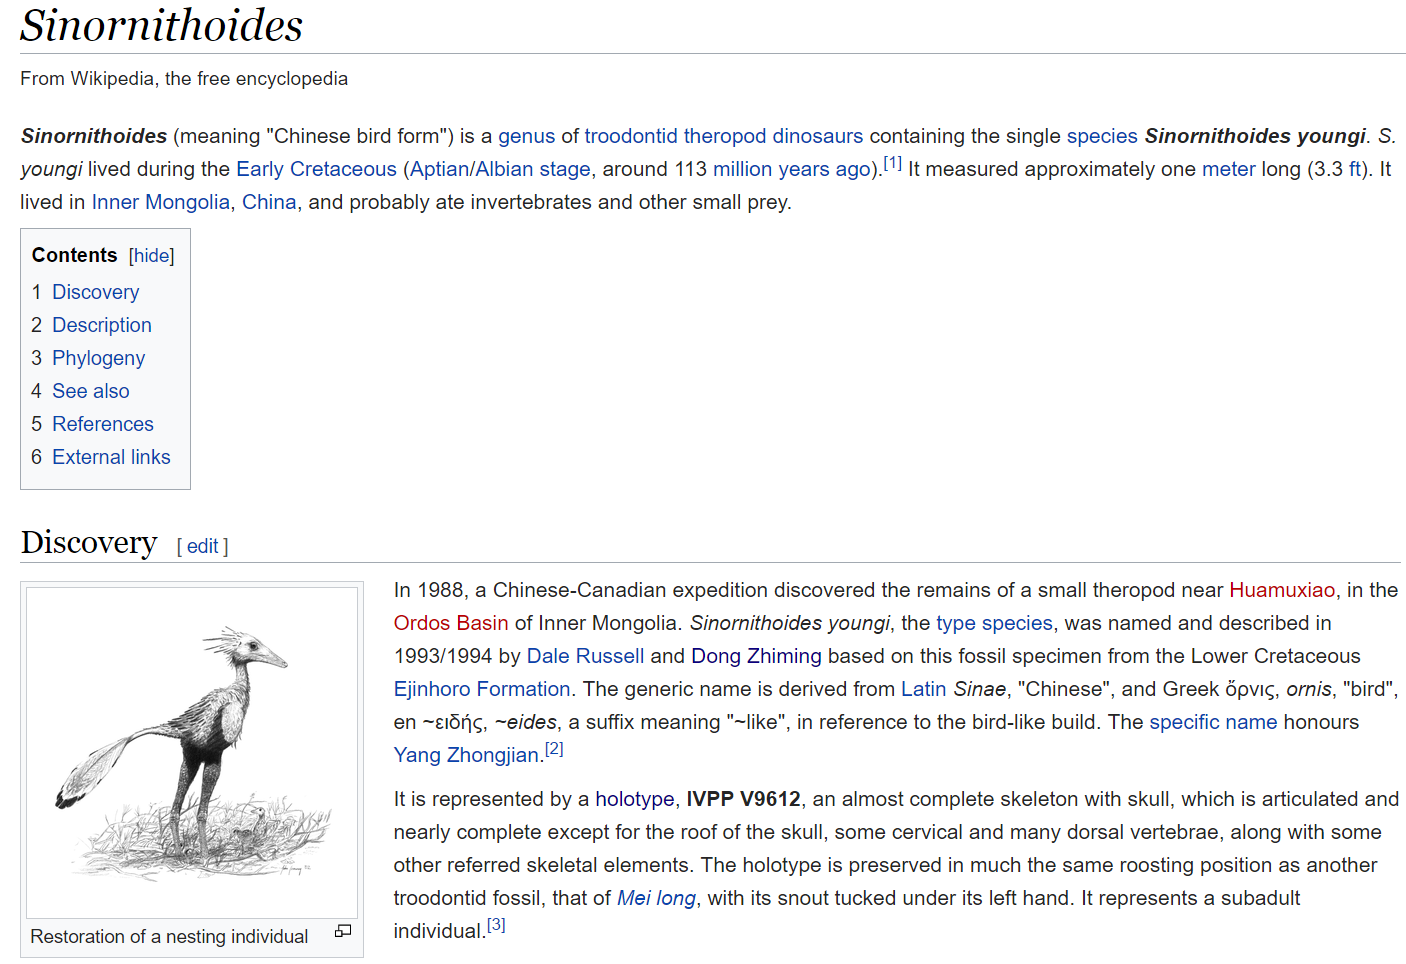 Sinornithoides
From Wikipedia, the free encyclopedia
Sinornithoides (meaning "Chinese bird form") is a genus of troodontid theropod dinosaurs containing the single species Sinornithoides youngi. S.
youngi lived during the Early Cretaceous (Aptian/Albian stage, around 113 million years ago).[1] It measured approximately one meter long (3.3 ft). It
lived in Inner Mongolia, China, and probably ate invertebrates and other small prey.
Contents [hide]
1 Discovery
2 Description
3 Phylogeny
4 See also
5 References
6 External links
Discovery [ edit ]
In 1988, a Chinese-Canadian expedition discovered the remains of a small theropod near Huamuxiao, in the
Ordos Basin of Inner Mongolia. Sinornithoides youngi, the type species, was named and described in
1993/1994 by Dale Russell and Dong Zhiming based on this fossil specimen from the Lower Cretaceous
Ejinhoro Formation. The generic name is derived from Latin Sinae, "Chinese", and Greek ὄρνις, ornis, "bird",
en ~ειδής, ~eides, a suffix meaning "~like", in reference to the bird-like build. The specific name honours
Yang Zhongjian.[2]
It is represented by a holotype, IVPP V9612, an almost complete skeleton with skull, which is articulated and
nearly complete except for the roof of the skull, some cervical and many dorsal vertebrae, along with some
other referred skeletal elements. The holotype is preserved in much the same roosting position as another
troodontid fossil, that of Mei long, with its snout tucked under its left hand. It represents a subadult
individual.[3]
Restoration of a nesting individual